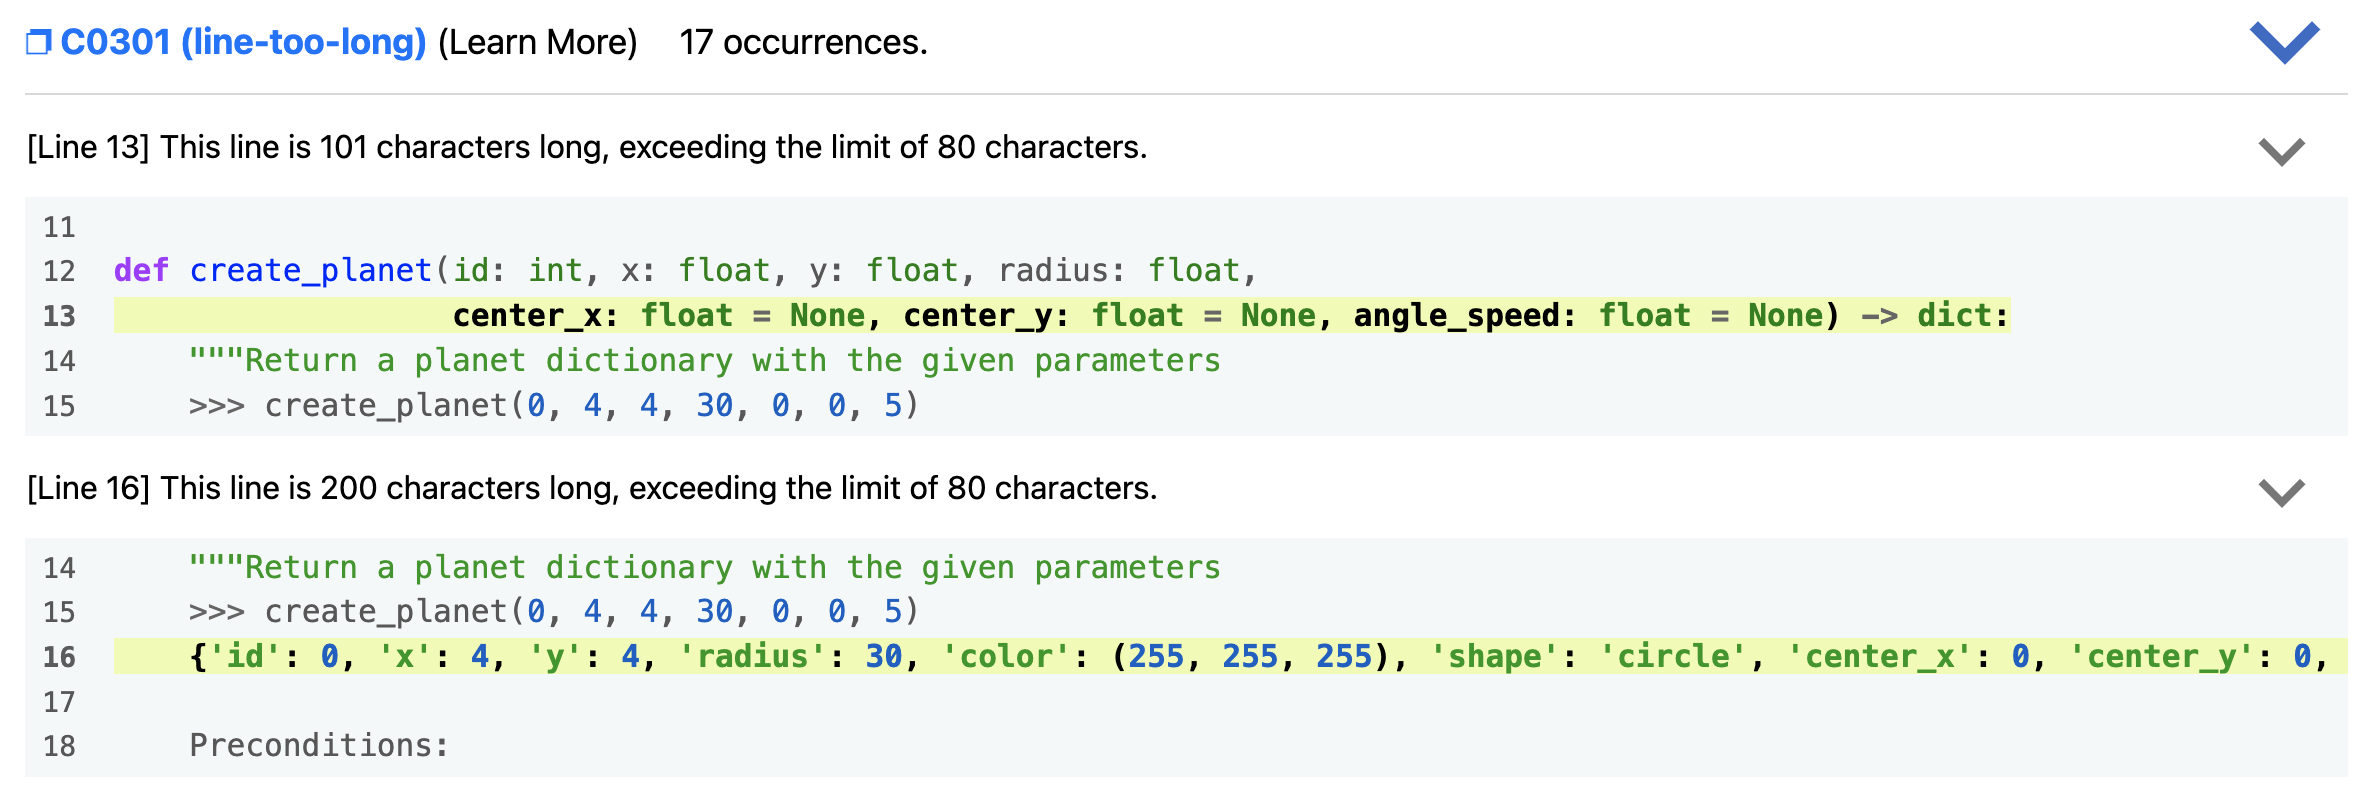 C0301 (line-too-long) (Learn More) 17 occurrences.
[Line 13] This line is 101 characters long, exceeding the limit of 80 characters.
11
12 def create_planet(id: int, x: float, y: float, radius: float,
13                   center_x: float = None, center_y: float = None, angle_speed: float = None) -> dict:
14     """Return a planet dictionary with the given parameters
15     >>> create_planet(0, 4, 4, 30, 0, 0, 5)
[Line 16] This line is 200 characters long, exceeding the limit of 80 characters.
14     """Return a planet dictionary with the given parameters
15     >>> create_planet(0, 4, 4, 30, 0, 0, 5)
16     {'id': 0, 'x': 4, 'y': 4, 'radius': 30, 'color': (255, 255, 255), 'shape': 'circle', 'center_x': 0, 'center_y': 0,
17
18     Preconditions: